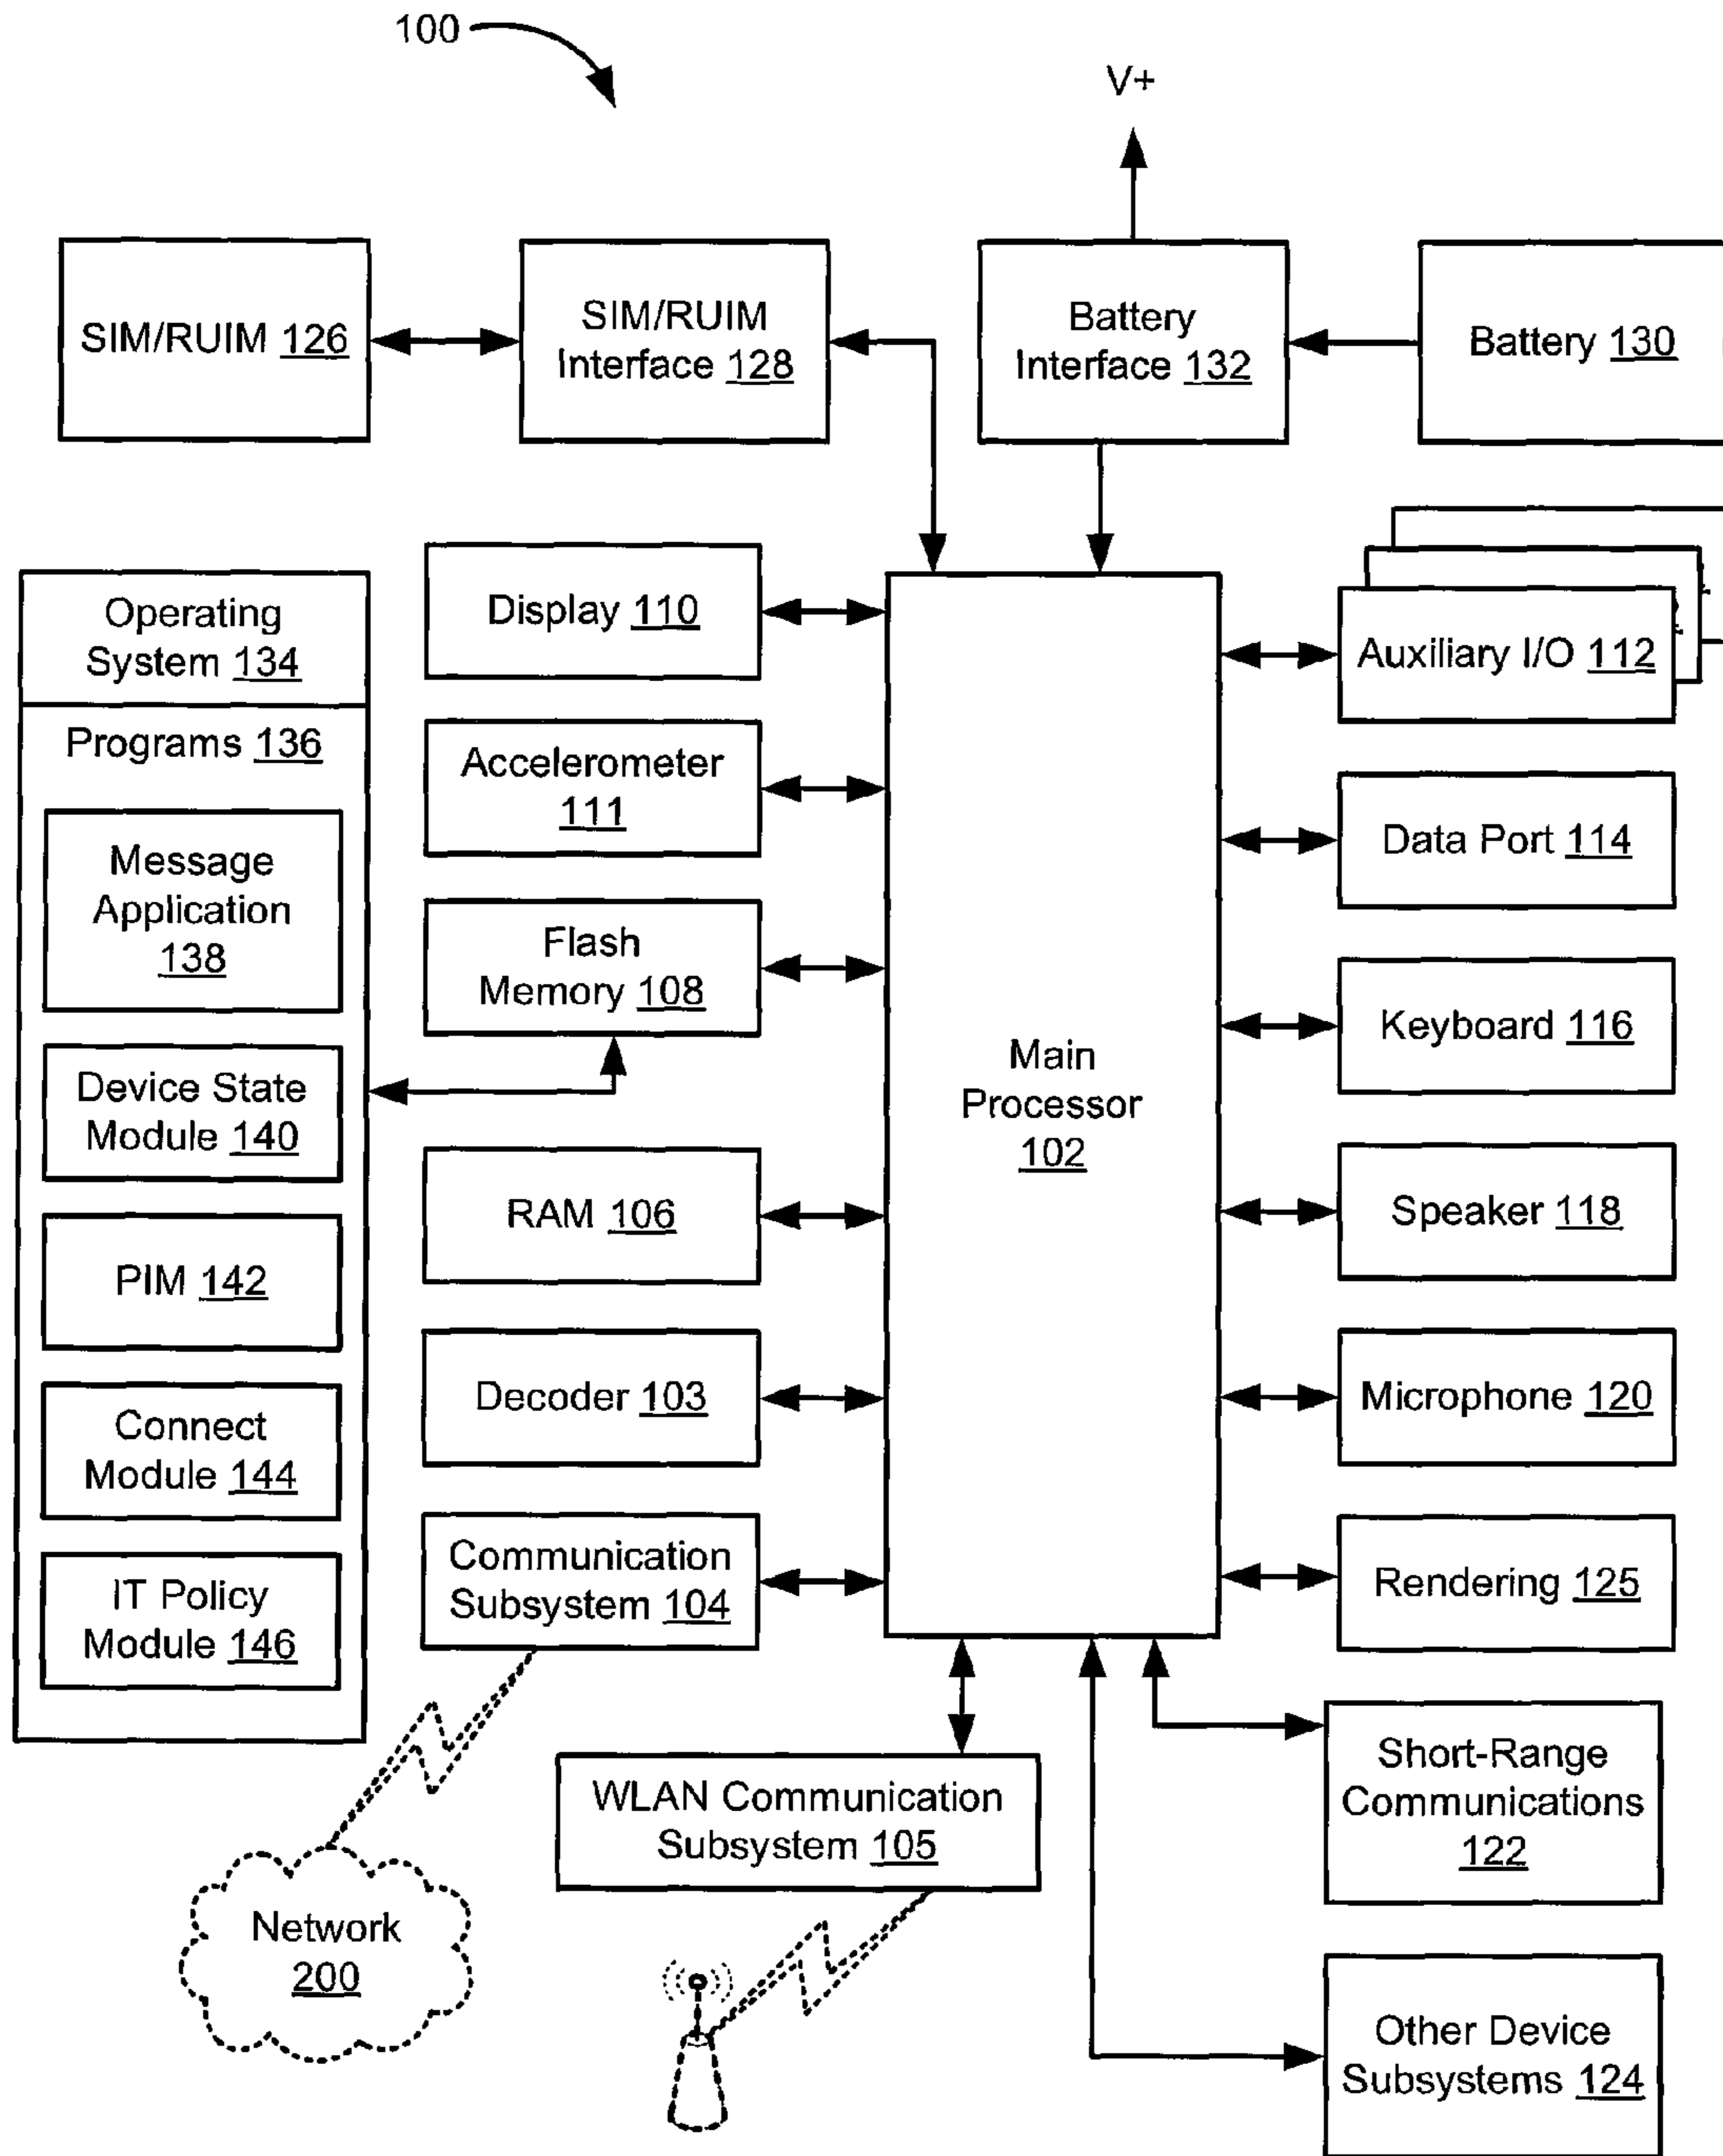 100
V+
SIM/RUIM 126
SIM/RUIM
Interface 128
Battery
Interface 132
Battery 130
Operating
System 134
Programs 136
Message
Application
138
Device State
Module 140
PIM 142
Connect
Module 144
IT Policy
Module 146
Display 110
Accelerometer
111
Flash
Memory 108
RAM 106
Decoder 103
Communication
Subsystem 104
Main
Processor
102
Auxiliary I/O 112
Data Port 114
Keyboard 116
Speaker 118
Microphone 120
Rendering 125
Short-Range
Communications
122
Other Device
Subsystems 124
WLAN Communication
Subsystem 105
Network
200